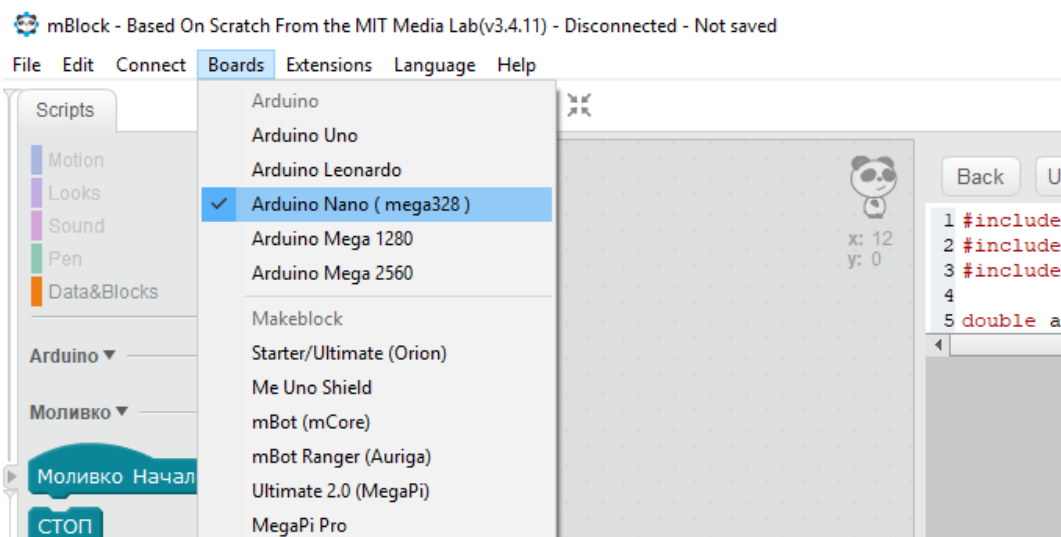 mBlock - Based On Scratch From the MIT Media Lab(v3.4.11) - Disconnected - Not saved
File Edit Connect Boards Extensions Language Help
Scripts
Motion
Looks
Sound
Pen
Data&Blocks
Arduino
Моливко
Моливко Начал
СТОП
Arduino
Arduino Uno
Arduino Leonardo
Arduino Nano ( mega328 )
Arduino Mega 1280
Arduino Mega 2560
Makeblock
Starter/Ultimate (Orion)
Me Uno Shield
mBot (mCore)
mBot Ranger (Auriga)
Ultimate 2.0 (MegaPi)
MegaPi Pro
x: 12
y: 0
Back U
1 #include
2 #include
3 #include
4
5 double a